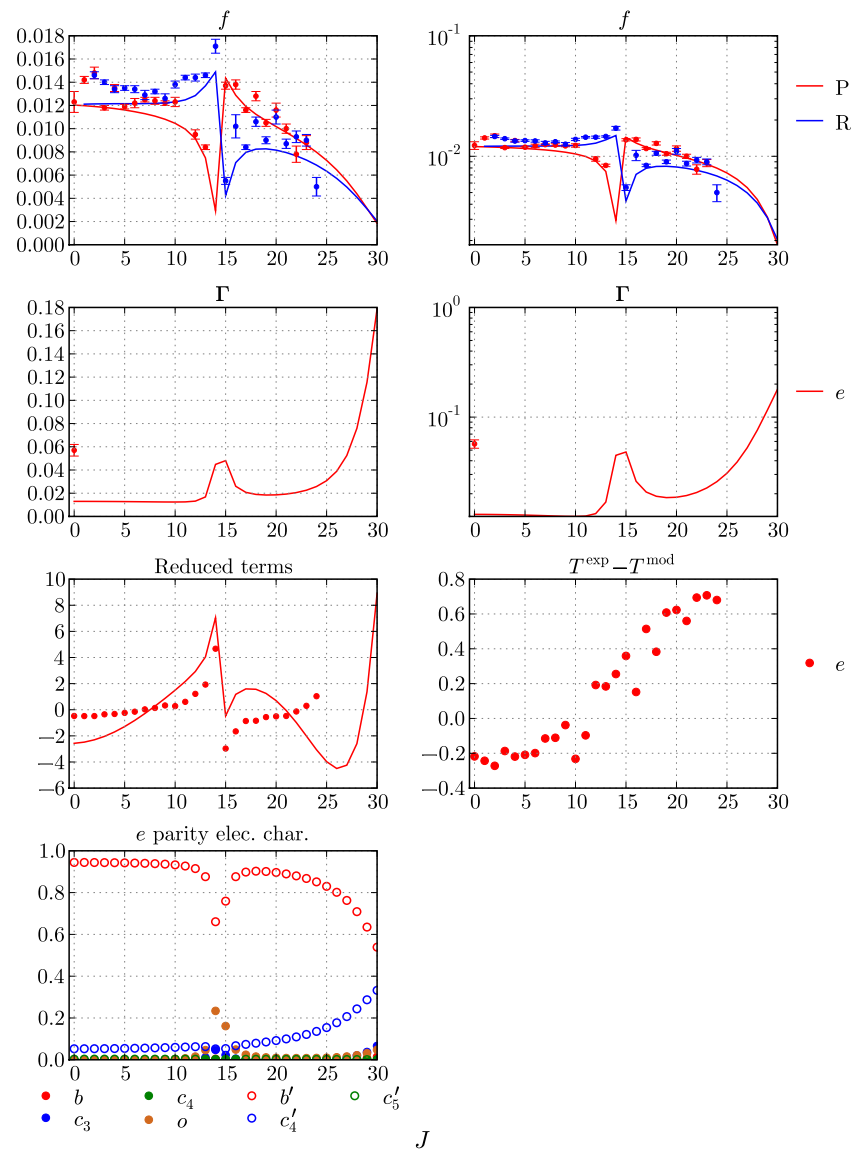 f
f
0.018
0.016
0.014
0.012
0.010
0.008
0.006
0.004
0.002
0.000
0 5 10 15 20 25 30
10⁻¹
10⁻²
0 5 10 15 20 25 30
P
R
Γ
Γ
0.18
0.16
0.14
0.12
0.10
0.08
0.06
0.04
0.02
0.00
0 5 10 15 20 25 30
10⁰
10⁻¹
0 5 10 15 20 25 30
e
Reduced terms
T^exp−T^mod
10
8
6
4
2
0
−2
−4
−6
0 5 10 15 20 25 30
0.8
0.6
0.4
0.2
0.0
−0.2
−0.4
0 5 10 15 20 25 30
e
e parity elec. char.
1.0
0.8
0.6
0.4
0.2
0.0
0 5 10 15 20 25 30
b c₄ b′ c′₅
c₃ o c′₄
J